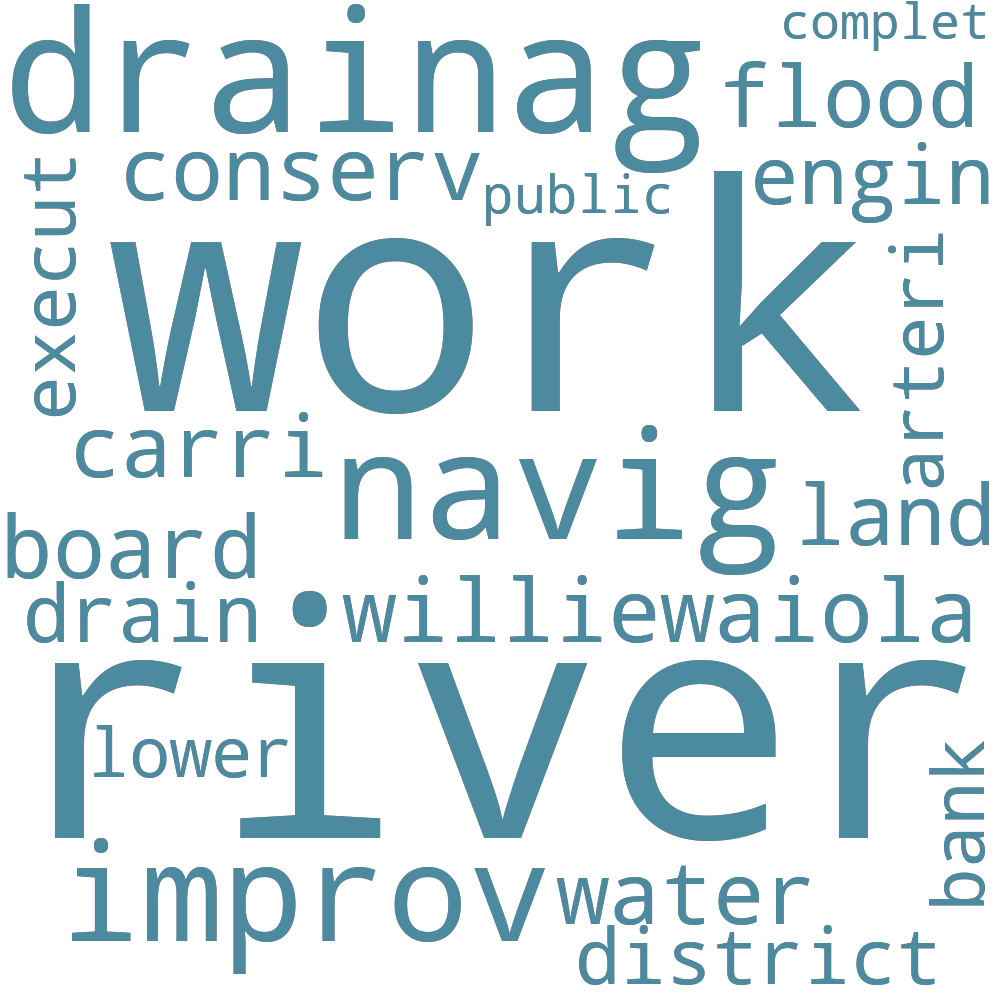 complet
drainag
flood
conserv
engin
public
execut
work
arteri
carri
navig
land
board
drain
williewaiola
river
lower
bank
improv
water
district